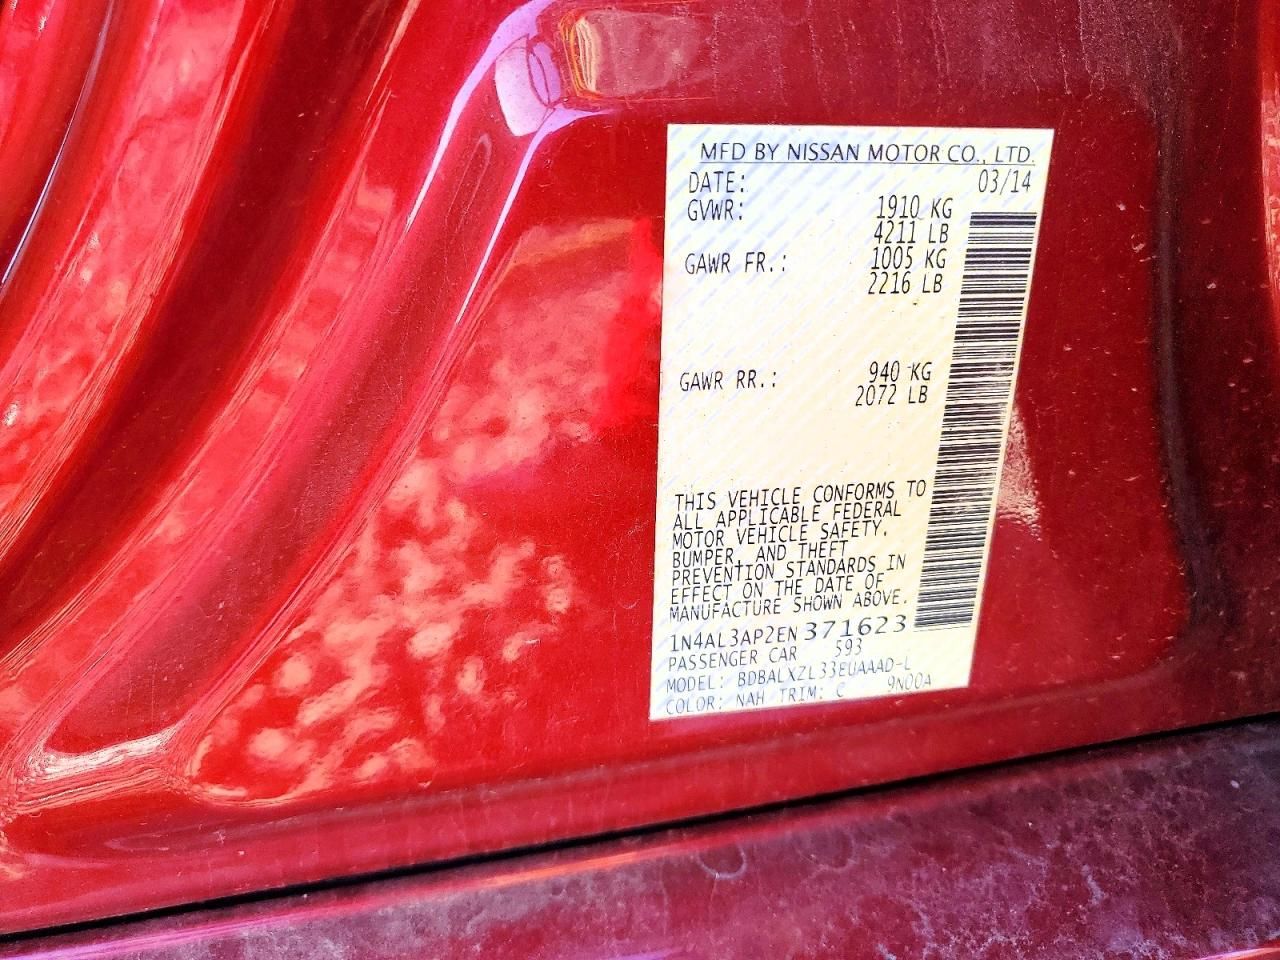 MFD BY NISSAN MOTOR CO., LTD.
DATE: 03/14
GVWR: 1910 KG
4211 LB
GAWR FR.: 1005 KG
2216 LB
GAWR RR.: 940 KG
2072 LB
THIS VEHICLE CONFORMS TO
ALL APPLICABLE FEDERAL
MOTOR VEHICLE SAFETY,
BUMPER, AND THEFT
PREVENTION STANDARDS IN
EFFECT ON THE DATE OF
MANUFACTURE SHOWN ABOVE.
1N4AL3AP2EN371623
PASSENGER CAR 593
MODEL: BDBALXZL33EUAAAD-L
COLOR: NAH TRIM: C 9N00A